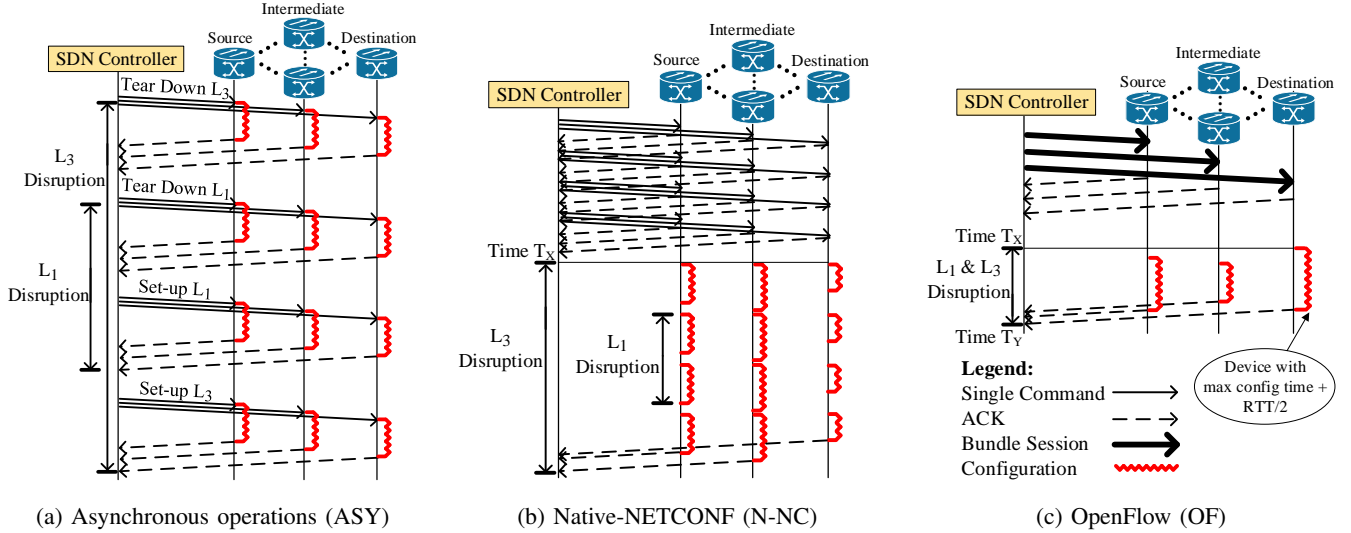 Intermediate
Source
Destination
SDN Controller
Tear Down L3
L3
Disruption
Tear Down L1
L1
Disruption
Set-up L1
Set-up L3
(a) Asynchronous operations (ASY)
Intermediate
Source
Destination
SDN Controller
Time TX
L3
Disruption
L1
Disruption
(b) Native-NETCONF (N-NC)
Intermediate
Source
Destination
SDN Controller
Time TX
L1 & L3
Disruption
Time TY
Device with
max config time +
RTT/2
Legend:
Single Command
ACK
Bundle Session
Configuration
(c) OpenFlow (OF)